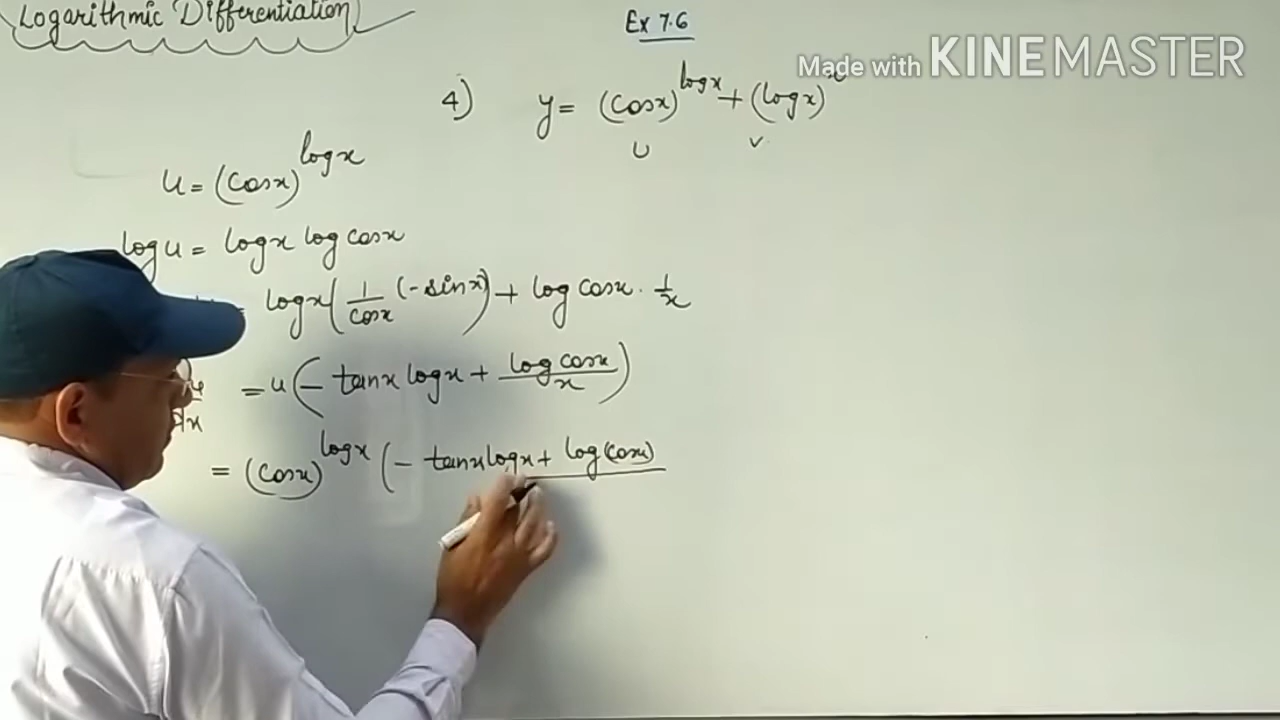 Logarithmic Differentiation
Ex 7.6
Made with KINEMASTER
4) y = (cosx)^logx + (logx)^x
U V
u = (cosx)^logx
log u = logx log cosx
= logx(1/cosx (-sinx)) + log cosx . 1/x
dx = u(- tanx logx + log cosx/x)
= (cosx)^logx (- tanx logx + log(cosx)